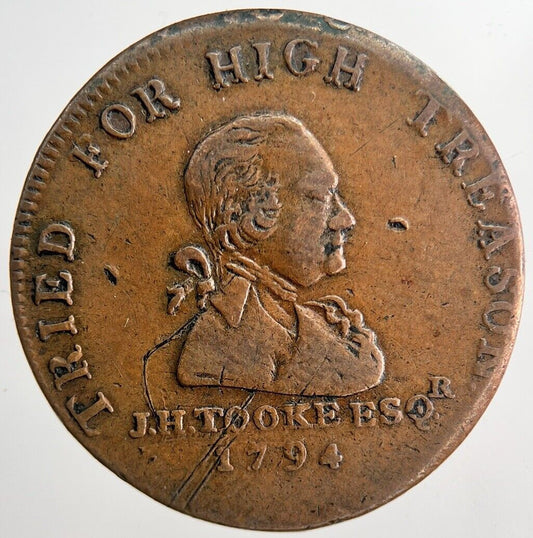 TRIED FOR HIGH TREASON.
J.H.TOOKE ESQR
1794